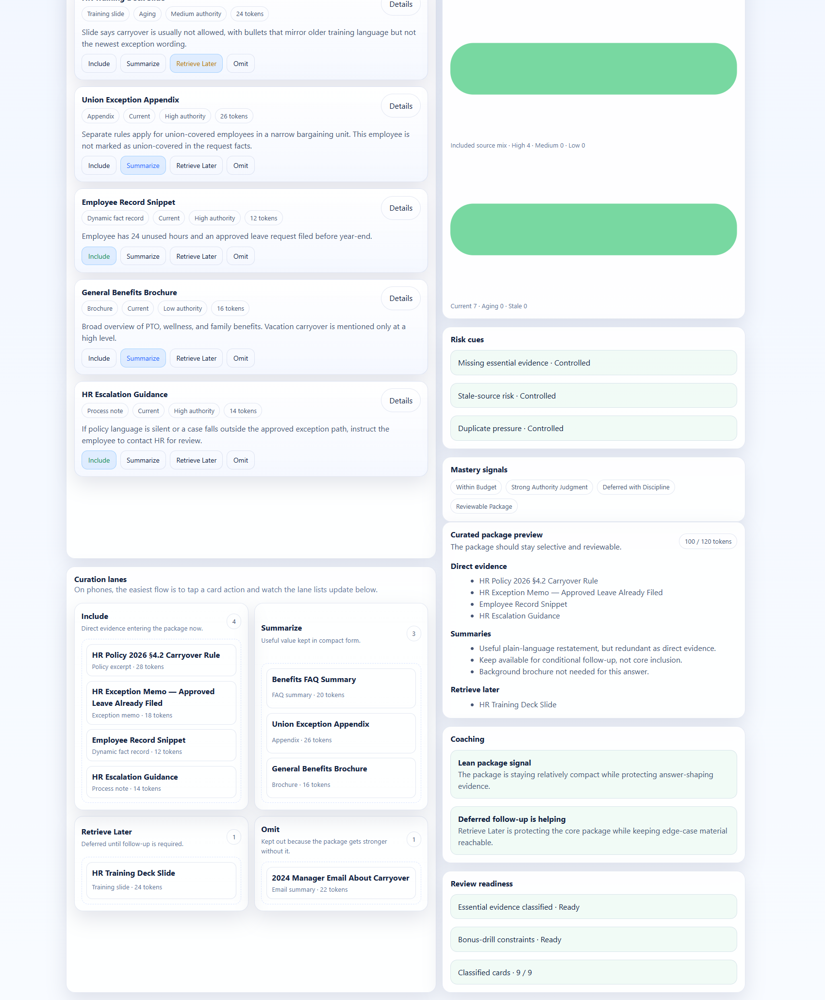 Details
Training slide
Aging
Medium authority
24 tokens
Slide says carryover is usually not allowed, with bullets that mirror older training language but not
the newest exception wording.
Include
Summarize
Retrieve Later
Omit
Union Exception Appendix
Details
Appendix
Current
High authority
26 tokens
Separate rules apply for union-covered employees in a narrow bargaining unit. This employee is
not marked as union-covered in the request facts.
Include
Summarize
Retrieve Later
Omit
Employee Record Snippet
Details
Dynamic fact record
Current
High authority
12 tokens
Employee has 24 unused hours and an approved leave request filed before year-end.
Include
Summarize
Retrieve Later
Omit
General Benefits Brochure
Details
Brochure
Current
Low authority
16 tokens
Broad overview of PTO, wellness, and family benefits. Vacation carryover is mentioned only at a
high level.
Include
Summarize
Retrieve Later
Omit
HR Escalation Guidance
Details
Process note
Current
High authority
14 tokens
If policy language is silent or a case falls outside the approved exception path, instruct the
employee to contact HR for review.
Include
Summarize
Retrieve Later
Omit
Curation lanes
On phones, the easiest flow is to tap a card action and watch the lane lists update below.
Include
4
Direct evidence entering the package now.
HR Policy 2026 §4.2 Carryover Rule
Policy excerpt · 28 tokens
HR Exception Memo — Approved
Leave Already Filed
Exception memo · 18 tokens
Employee Record Snippet
Dynamic fact record · 12 tokens
HR Escalation Guidance
Process note · 14 tokens
Summarize
3
Useful value kept in compact form.
Benefits FAQ Summary
FAQ summary · 20 tokens
Union Exception Appendix
Appendix · 26 tokens
General Benefits Brochure
Brochure · 16 tokens
Retrieve Later
1
Deferred until follow-up is required.
HR Training Deck Slide
Training slide · 24 tokens
Omit
1
Kept out because the package gets stronger
without it.
2024 Manager Email About Carryover
Email summary · 22 tokens
Included source mix · High 4 · Medium 0 · Low 0
Current 7 · Aging 0 · Stale 0
Risk cues
Missing essential evidence · Controlled
Stale-source risk · Controlled
Duplicate pressure · Controlled
Mastery signals
Within Budget
Strong Authority Judgment
Deferred with Discipline
Reviewable Package
Curated package preview
100 / 120 tokens
The package should stay selective and reviewable.
Direct evidence
• HR Policy 2026 §4.2 Carryover Rule
• HR Exception Memo — Approved Leave Already Filed
• Employee Record Snippet
• HR Escalation Guidance
Summaries
• Useful plain-language restatement, but redundant as direct evidence.
• Keep available for conditional follow-up, not core inclusion.
• Background brochure not needed for this answer.
Retrieve later
• HR Training Deck Slide
Coaching
Lean package signal
The package is staying relatively compact while protecting answer-shaping
evidence.
Deferred follow-up is helping
Retrieve Later is protecting the core package while keeping edge-case material
reachable.
Review readiness
Essential evidence classified · Ready
Bonus-drill constraints · Ready
Classified cards · 9 / 9